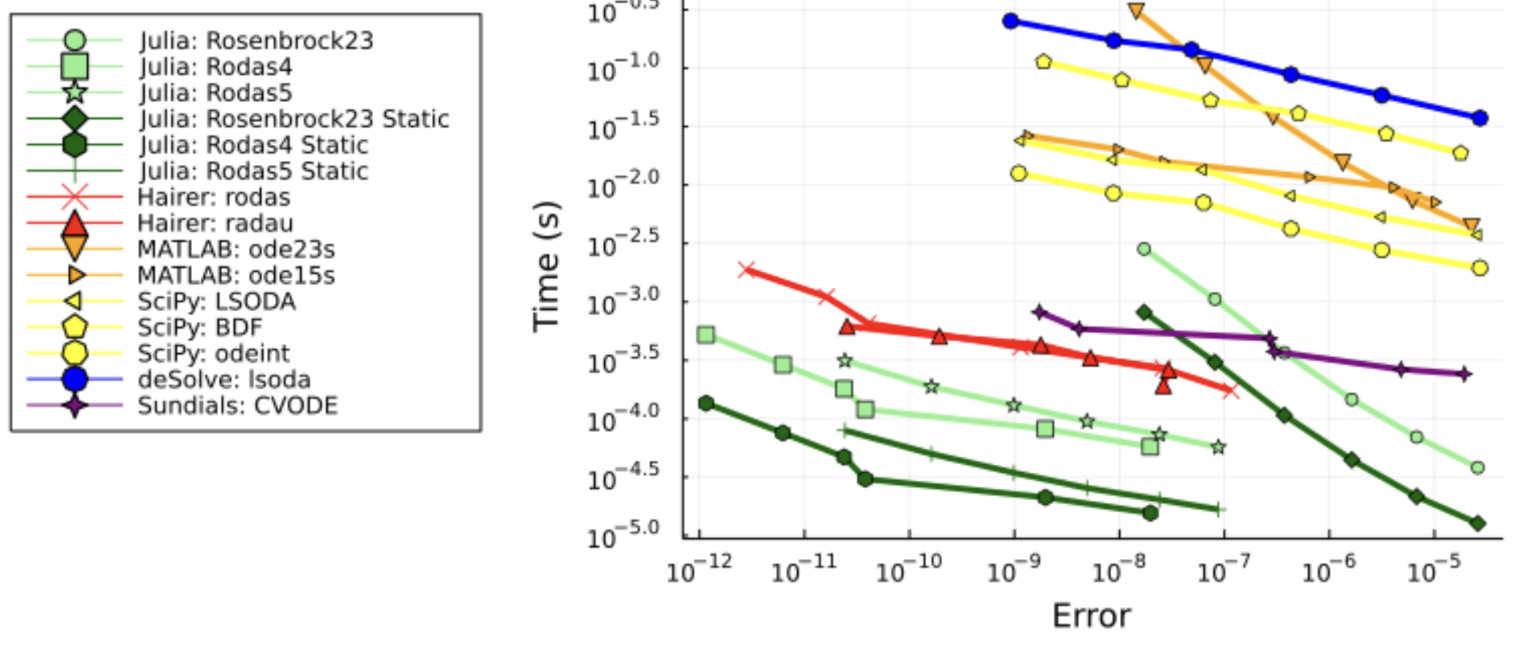 Julia: Rosenbrock23
Julia: Rodas4
Julia: Rodas5
Julia: Rosenbrock23 Static
Julia: Rodas4 Static
Julia: Rodas5 Static
Hairer: rodas
Hairer: radau
MATLAB: ode23s
MATLAB: ode15s
SciPy: LSODA
SciPy: BDF
SciPy: odeint
deSolve: lsoda
Sundials: CVODE
Time (s)
10⁻⁰·⁵
10⁻¹·⁰
10⁻¹·⁵
10⁻²·⁰
10⁻²·⁵
10⁻³·⁰
10⁻³·⁵
10⁻⁴·⁰
10⁻⁴·⁵
10⁻⁵·⁰
10⁻¹² 10⁻¹¹ 10⁻¹⁰ 10⁻⁹ 10⁻⁸ 10⁻⁷ 10⁻⁶ 10⁻⁵
Error